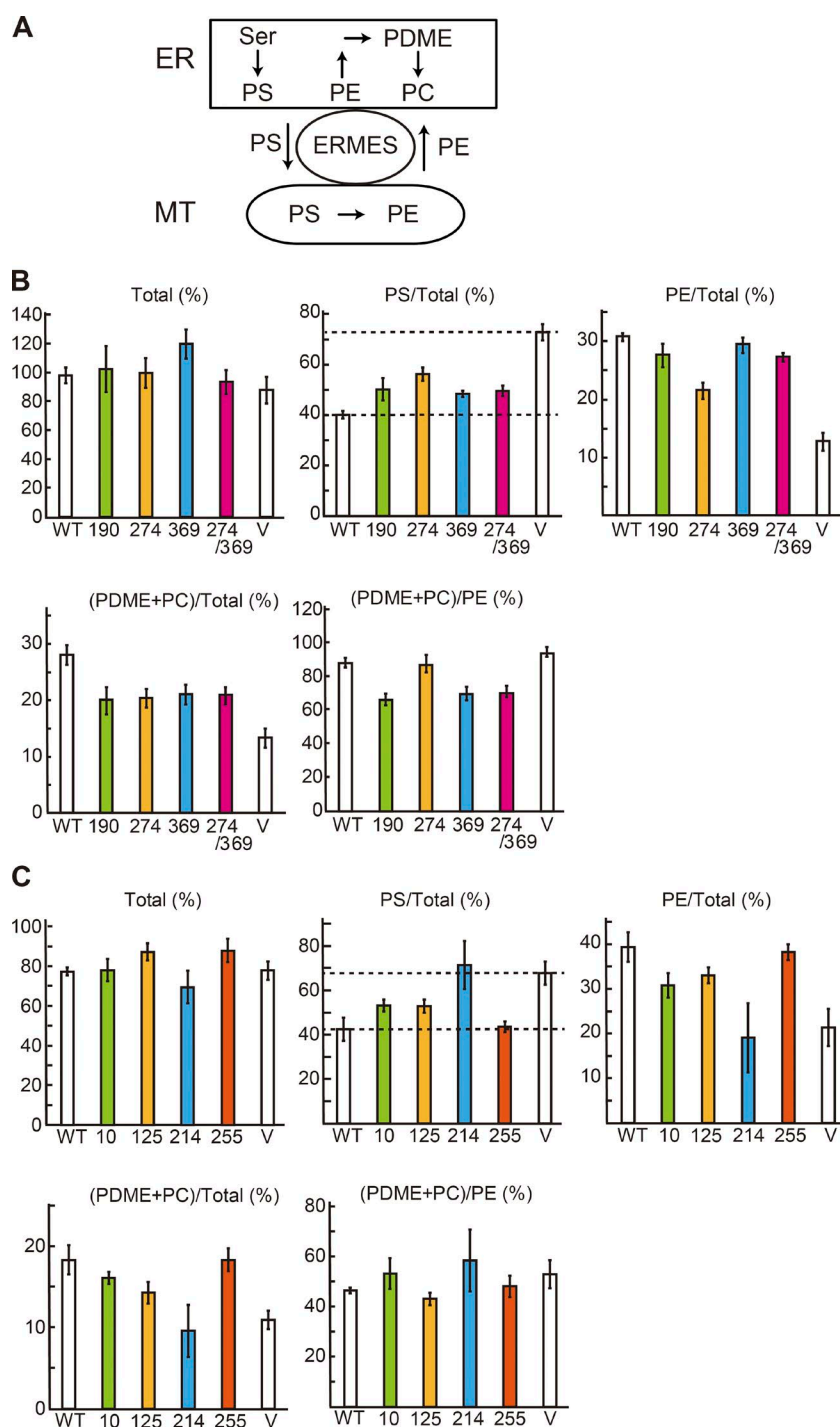 A
ER
Ser PDME
PS PE PC
PS ERMES PE
MT
PS PE
B
Total (%)
140
120
100
80
60
40
20
0
WT 190 274 369 274 V
/369
PS/Total (%)
80
60
40
20
0
WT 190 274 369 274 V
/369
PE/Total (%)
30
20
10
WT 190 274 369 274 V
/369
(PDME+PC)/Total (%)
30
20
10
0
WT 190 274 369 274 V
/369
(PDME+PC)/PE (%)
120
100
80
60
40
20
0
WT 190 274 369 274 V
/369
C
Total (%)
100
80
60
40
20
0
WT 10 125 214 255 V
PS/Total (%)
80
60
40
20
WT 10 125 214 255 V
PE/Total (%)
40
30
20
10
WT 10 125 214 255 V
(PDME+PC)/Total (%)
20
10
0
WT 10 125 214 255 V
(PDME+PC)/PE (%)
80
60
40
20
WT 10 125 214 255 V